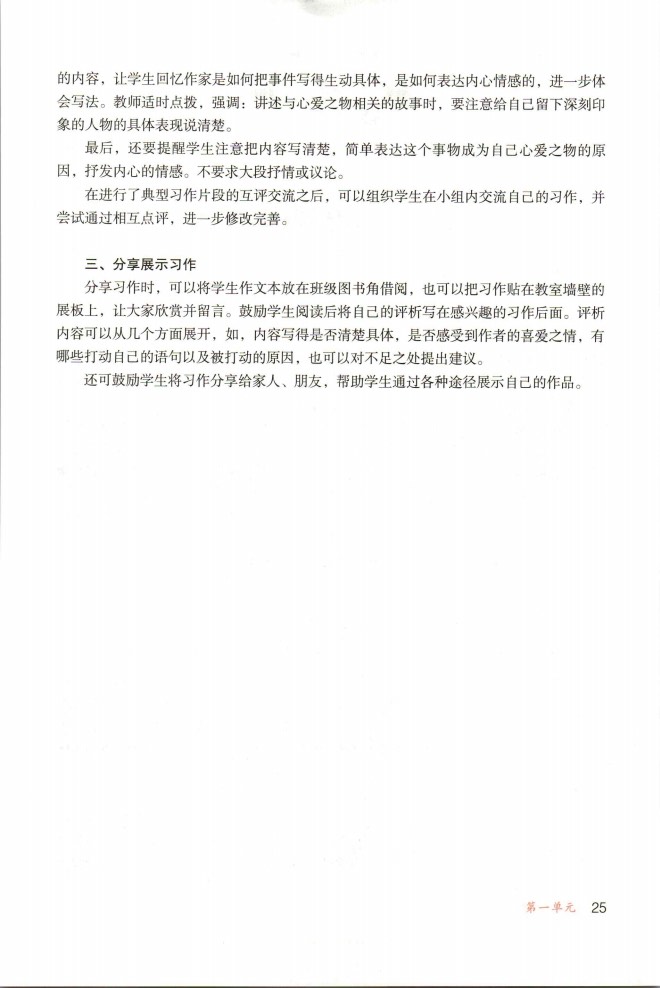 的内容，让学生回忆作家是如何把事件写得生动具体，是如何表达内心情感的，进一步体
会写法。教师适时点拨，强调：讲述与心爱之物相关的故事时，要注意给自己留下深刻印
象的人物的具体表现说清楚。
最后，还要提醒学生注意把内容写清楚，简单表达这个事物成为自己心爱之物的原
因，抒发内心的情感。不要求大段抒情或议论。
在进行了典型习作片段的互评交流之后，可以组织学生在小组内交流自己的习作，并
尝试通过相互点评，进一步修改完善。
三、分享展示习作
分享习作时，可以将学生作文本放在班级图书角借阅，也可以把习作贴在教室墙壁的
展板上，让大家欣赏并留言。鼓励学生阅读后将自己的评析写在感兴趣的习作后面。评析
内容可以从几个方面展开，如，内容写得是否清楚具体，是否感受到作者的喜爱之情，有
哪些打动自己的语句以及被打动的原因，也可以对不足之处提出建议。
还可鼓励学生将习作分享给家人、朋友，帮助学生通过各种途径展示自己的作品。
第一单元 25